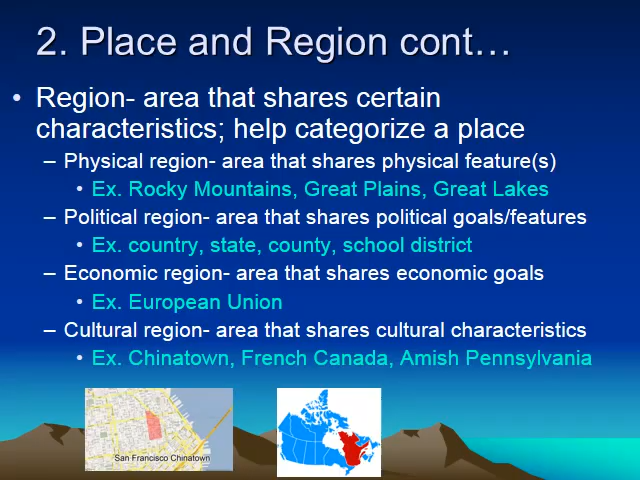 2. Place and Region cont…
• Region- area that shares certain
characteristics; help categorize a place
– Physical region- area that shares physical feature(s)
• Ex. Rocky Mountains, Great Plains, Great Lakes
– Political region- area that shares political goals/features
• Ex. country, state, county, school district
– Economic region- area that shares economic goals
• Ex. European Union
– Cultural region- area that shares cultural characteristics
• Ex. Chinatown, French Canada, Amish Pennsylvania
San Francisco Chinatown